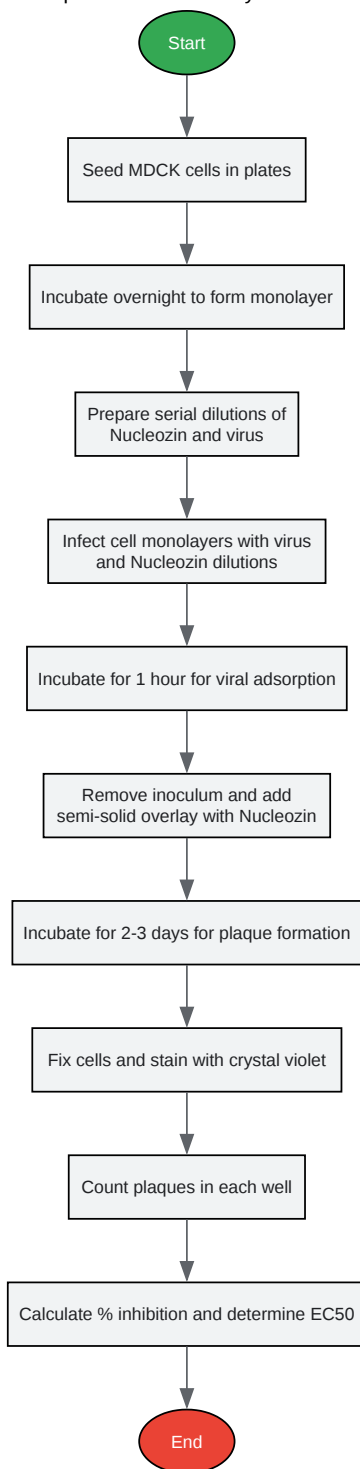 Start
Seed MDCK cells in plates
Incubate overnight to form monolayer
Prepare serial dilutions of
Nucleozin and virus
Infect cell monolayers with virus
and Nucleozin dilutions
Incubate for 1 hour for viral adsorption
Remove inoculum and add
semi-solid overlay with Nucleozin
Incubate for 2-3 days for plaque formation
Fix cells and stain with crystal violet
Count plaques in each well
Calculate % inhibition and determine EC50
End